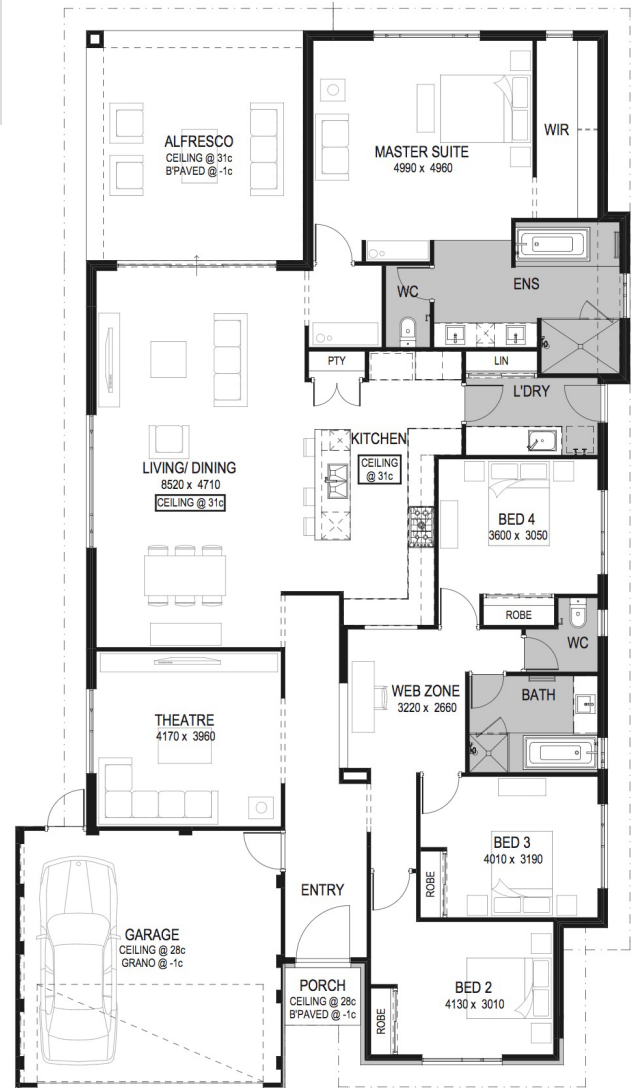 ALFRESCO
CEILING @ 31c
B'PAVED @ -1c
MASTER SUITE
4990 x 4960
WIR
WC
ENS
PTY
LIN
L'DRY
KITCHEN
CEILING
@ 31c
LIVING/ DINING
8520 x 4710
CEILING @ 31c
BED 4
3600 x 3050
ROBE
WC
WEB ZONE
3220 x 2660
BATH
THEATRE
4170 x 3960
BED 3
4010 x 3190
ROBE
ENTRY
GARAGE
CEILING @ 28c
GRANO @ -1c
PORCH
CEILING @ 28c
B'PAVED @ -1c
BED 2
4130 x 3010
ROBE